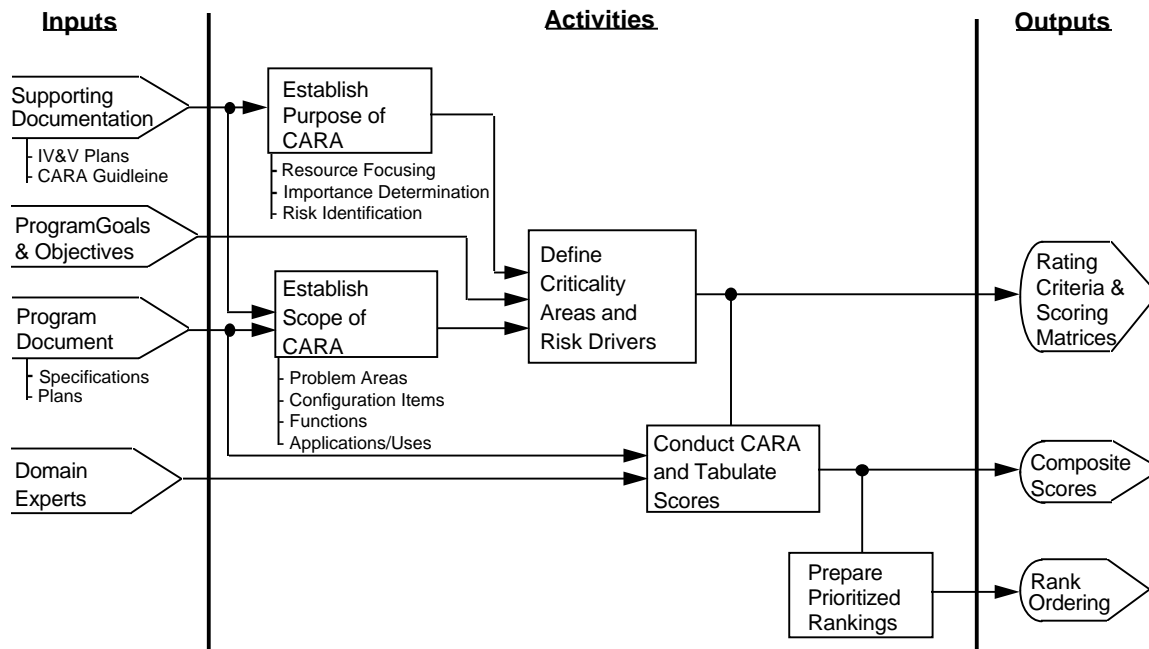 Inputs
Activities
Outputs
Supporting
Documentation
- IV&V Plans
- CARA Guidleine
ProgramGoals
& Objectives
Program
Document
- Specifications
- Plans
Domain
Experts
Establish
Purpose of
CARA
- Resource Focusing
- Importance Determination
- Risk Identification
Establish
Scope of
CARA
- Problem Areas
- Configuration Items
- Functions
- Applications/Uses
Define
Criticality
Areas and
Risk Drivers
Conduct CARA
and Tabulate
Scores
Prepare
Prioritized
Rankings
Rating
Criteria &
Scoring
Matrices
Composite
Scores
Rank
Ordering